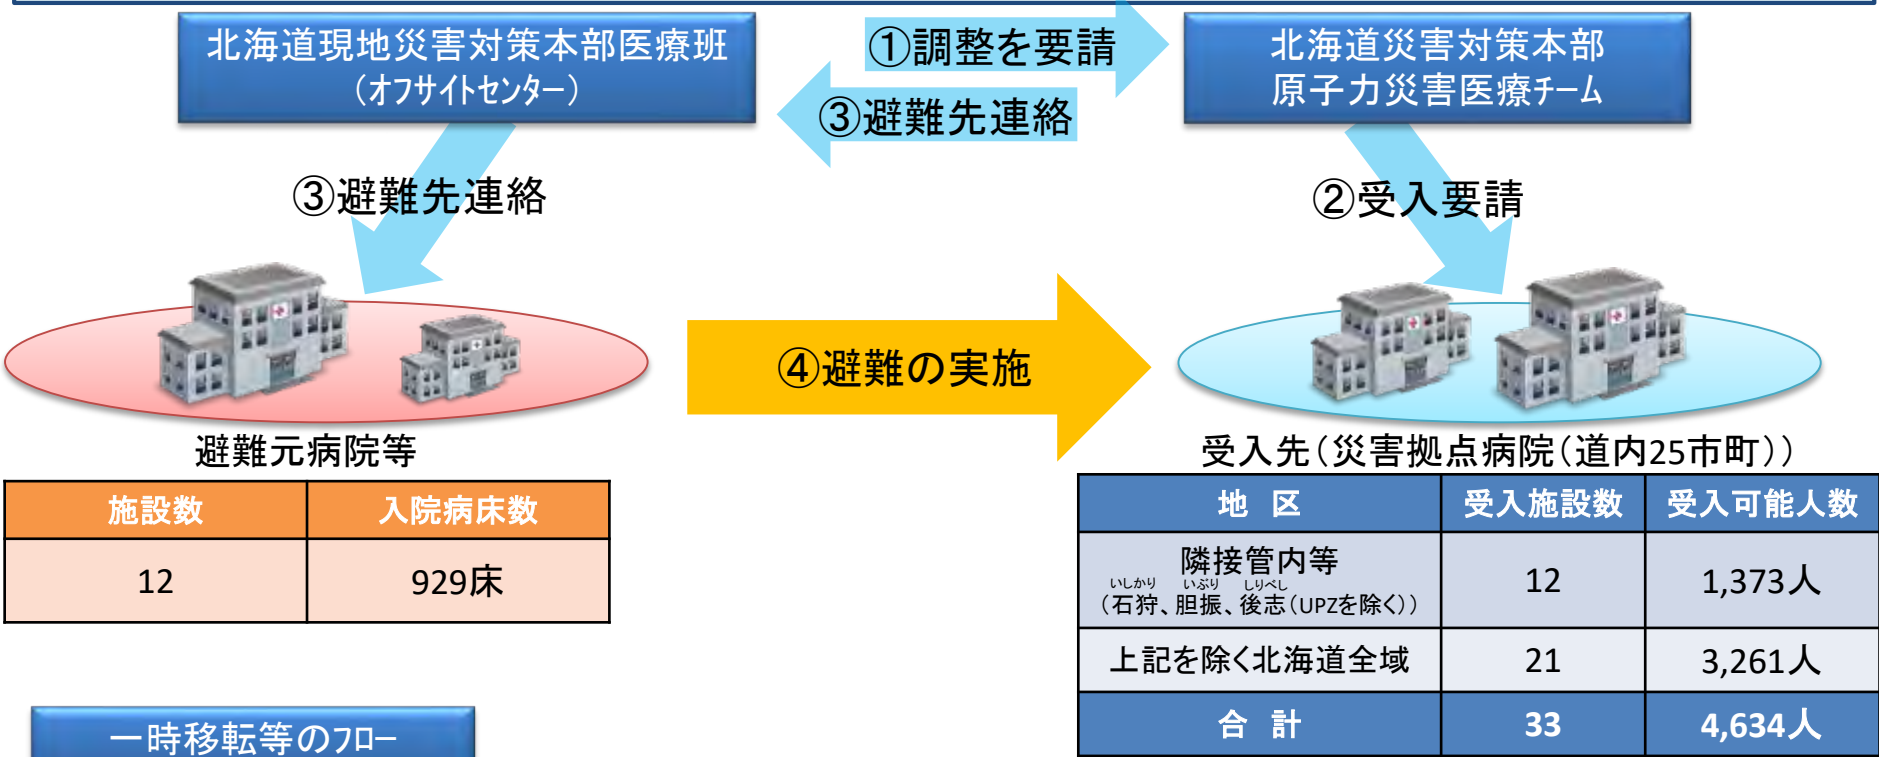 北海道現地災害対策本部医療班
（オフサイトセンター）
①調整を要請
③避難先連絡
北海道災害対策本部
原子力災害医療チーム
③避難先連絡
②受入要請
④避難の実施
避難元病院等
施設数 入院病床数
12 929床
受入先（災害拠点病院（道内25市町））
地 区 受入施設数 受入可能人数
隣接管内等
いしかり いぶり しりべし
（石狩、胆振、後志（UPZを除く））
12 1,373人
上記を除く北海道全域 21 3,261人
合 計 33 4,634人
一時移転等のフロー